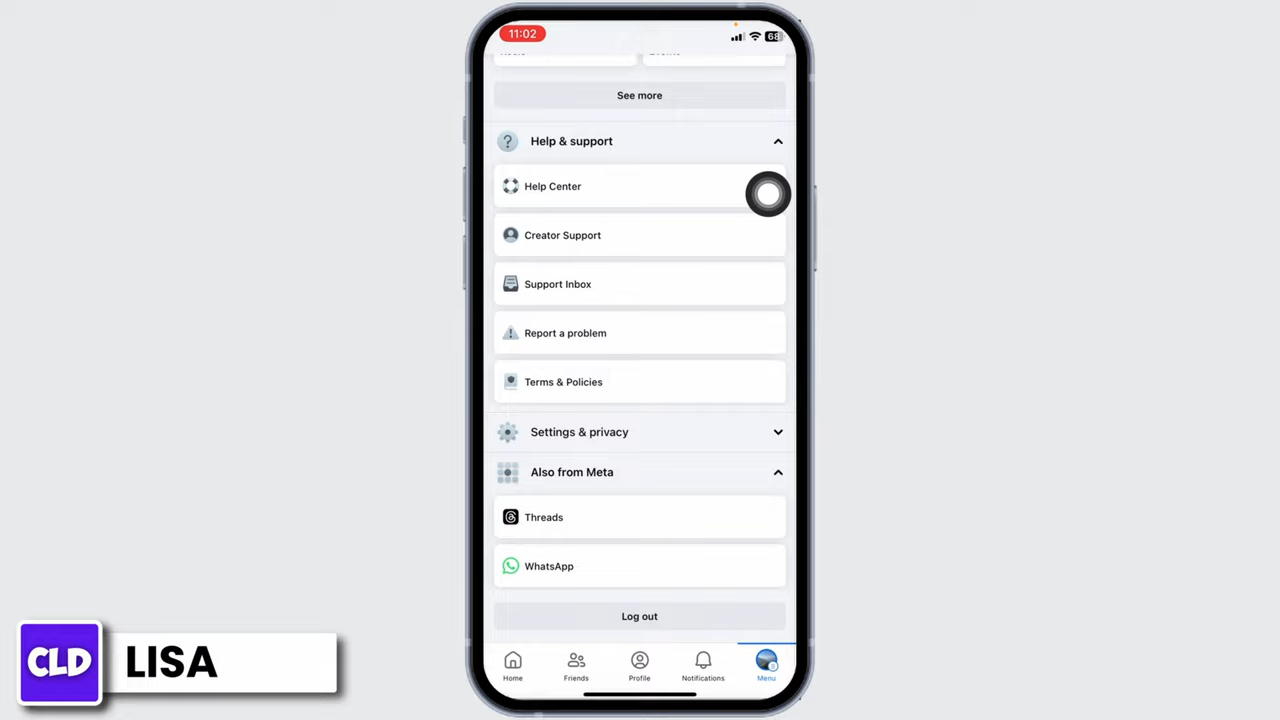 11:02
68
See more
Help & support
Help Center
Creator Support
Support Inbox
Report a problem
Terms & Policies
Settings & privacy
Also from Meta
Threads
WhatsApp
Log out
Home
Friends
Profile
Notifications
Menu
CLD
LISA